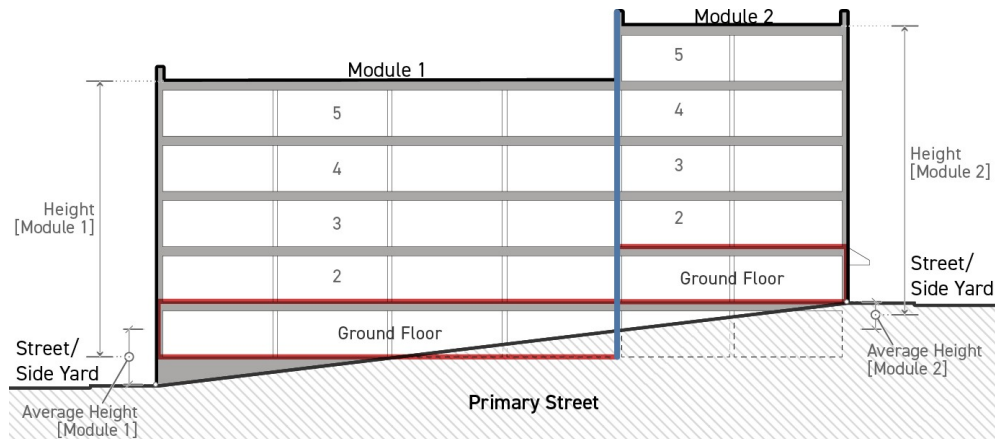 Module 2
Module 1
5
4
3
2
Ground Floor
5
4
3
2
Ground Floor
Height
[Module 1]
Street/
Side Yard
Average Height
[Module 1]
Height
[Module 2]
Street/
Side Yard
Average Height
[Module 2]
Primary Street